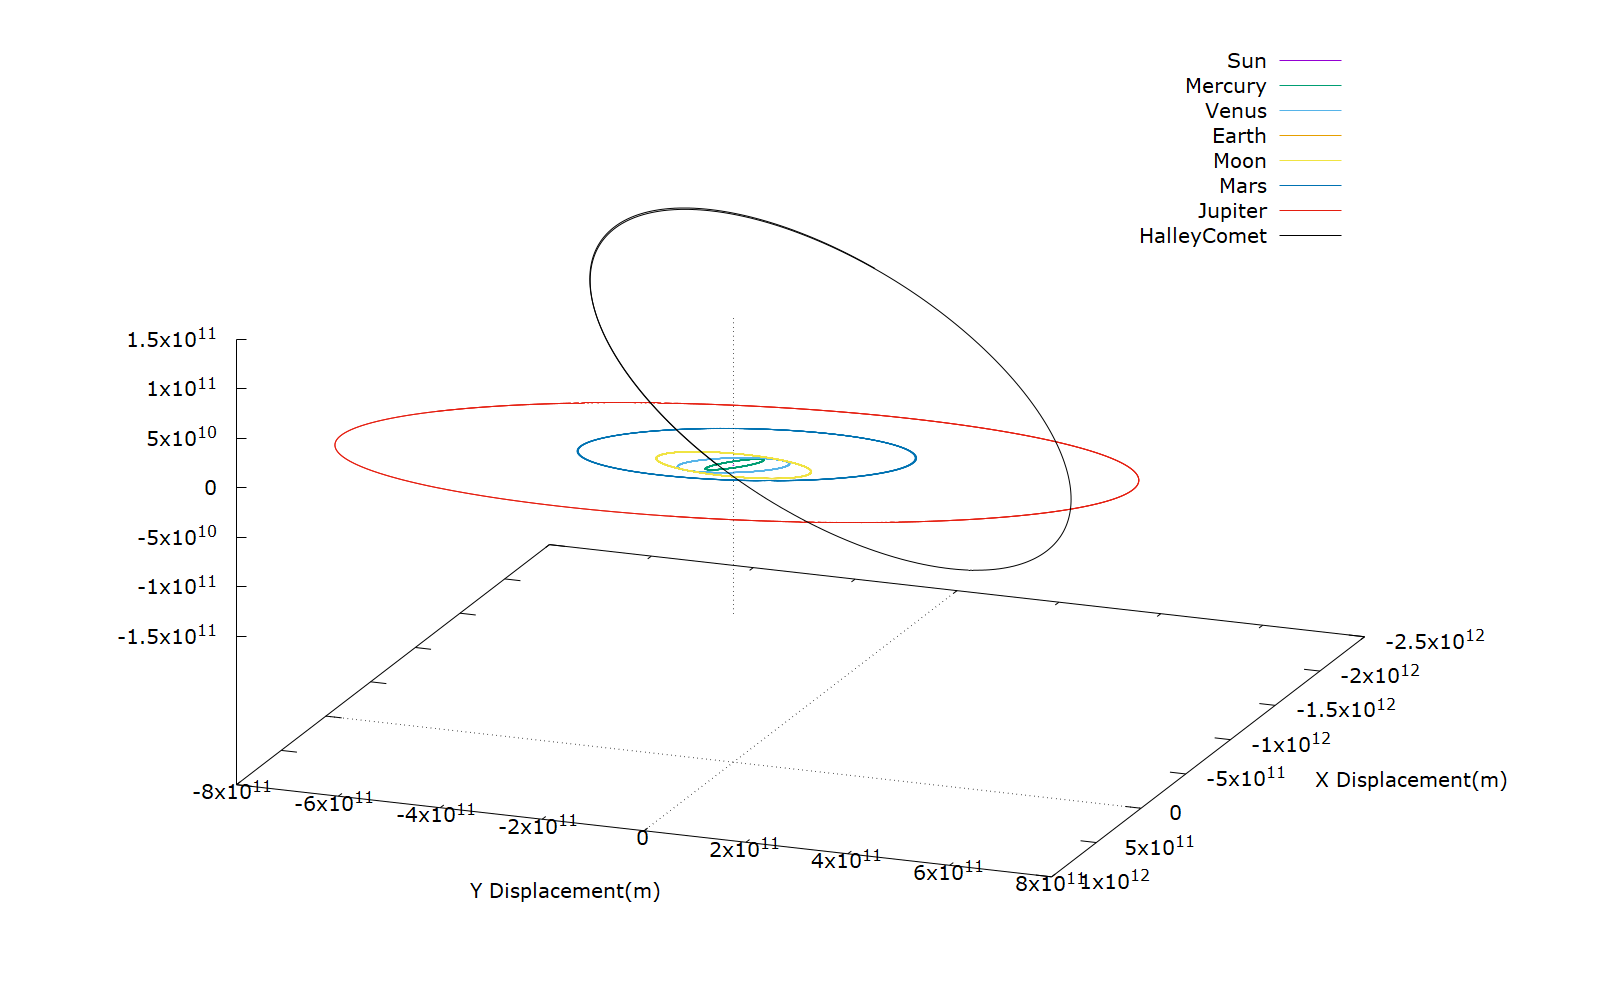 Sun
Mercury
Venus
Earth
Moon
Mars
Jupiter
HalleyComet
1.5x10^11
1x10^11
5x10^10
0
-5x10^10
-1x10^11
-1.5x10^11
-2.5x10^12
-2x10^12
-1.5x10^12
-1x10^12
-5x10^11
X Displacement(m)
0
5x10^11
1x10^12
-8x10^11
-6x10^11
-4x10^11
-2x10^11
0
2x10^11
4x10^11
6x10^11
8x10^11
Y Displacement(m)